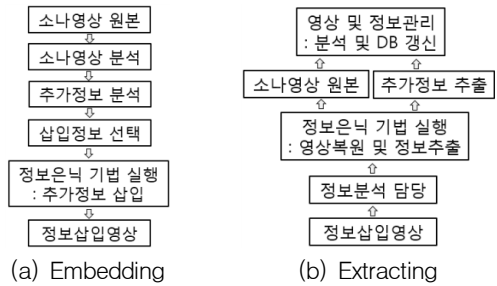 소나영상 원본
소나영상 분석
추가정보 분석
삽입정보 선택
정보은닉 기법 실행
: 추가정보 삽입
정보삽입영상
(a) Embedding
영상 및 정보관리
: 분석 및 DB 갱신
소나영상 원본
추가정보 추출
정보은닉 기법 실행
: 영상복원 및 정보추출
정보분석 담당
정보삽입영상
(b) Extracting